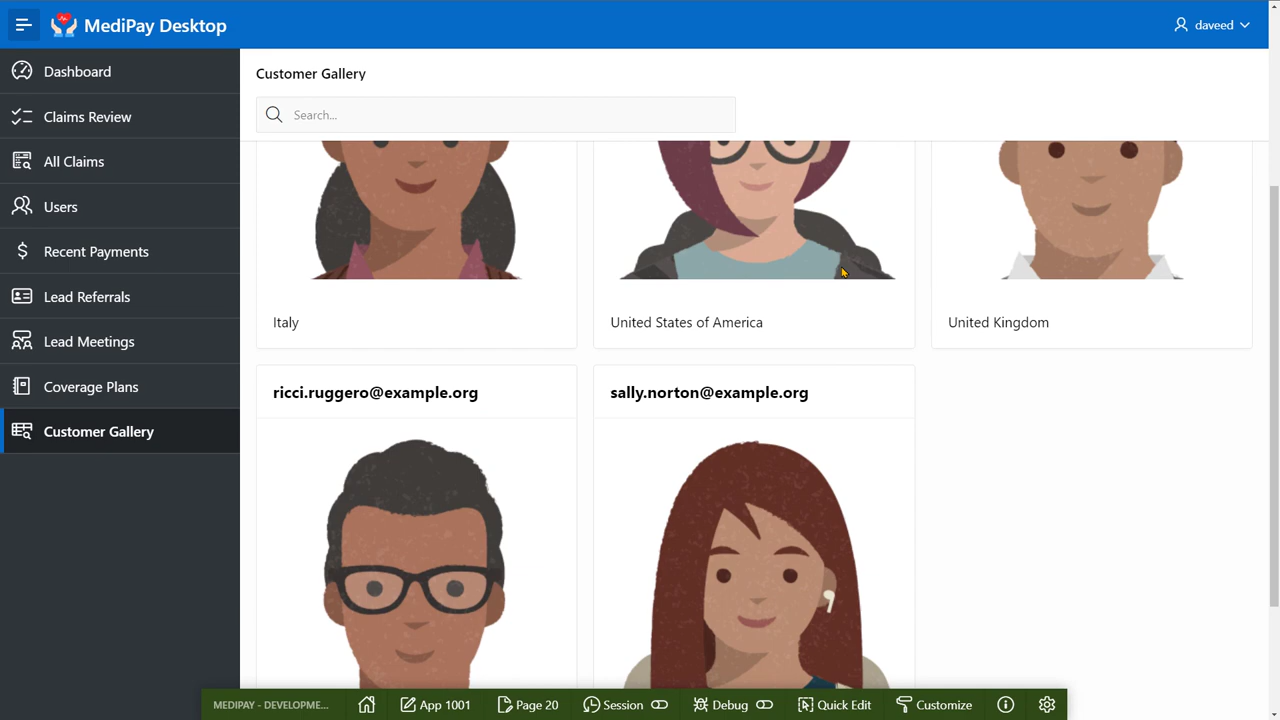 MediPay Desktop
daveed
Dashboard
Claims Review
All Claims
Users
Recent Payments
Lead Referrals
Lead Meetings
Coverage Plans
Customer Gallery
Customer Gallery
Search...
Italy
United States of America
United Kingdom
ricci.ruggero@example.org
sally.norton@example.org
MEDIPAY - DEVELOPME...
App 1001
Page 20
Session
Debug
Quick Edit
Customize